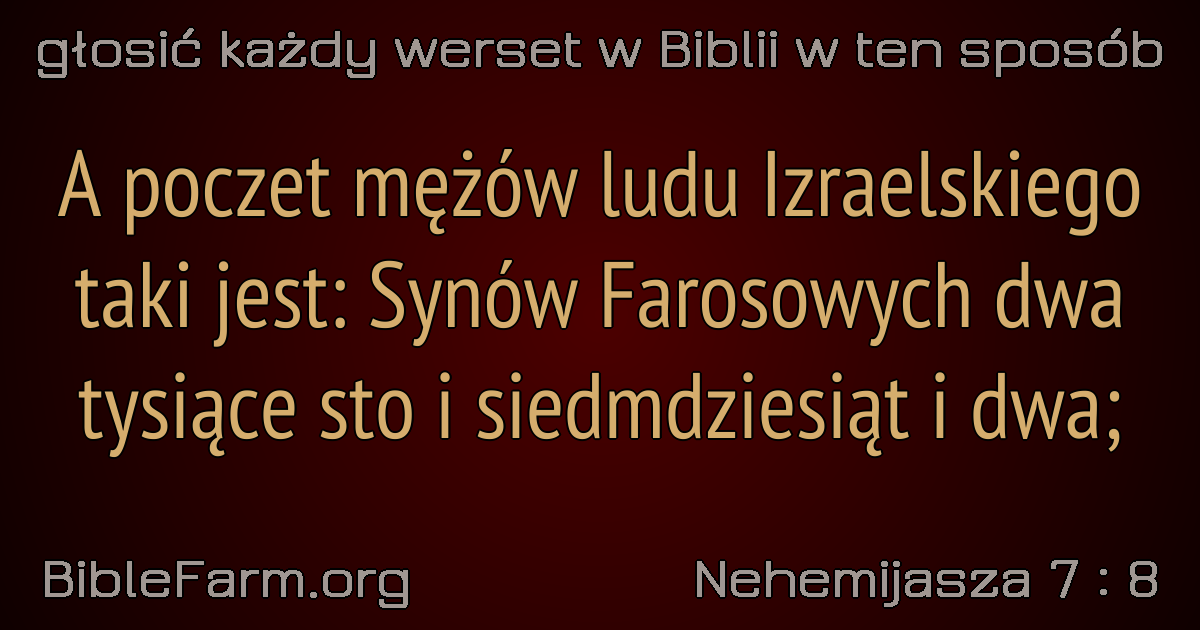 głosić każdy werset w Biblii w ten sposób
A poczet mężów ludu Izraelskiego
taki jest: Synów Farosowych dwa
tysiące sto i siedmdziesiąt i dwa;
BibleFarm.org
Nehemijasza 7 : 8